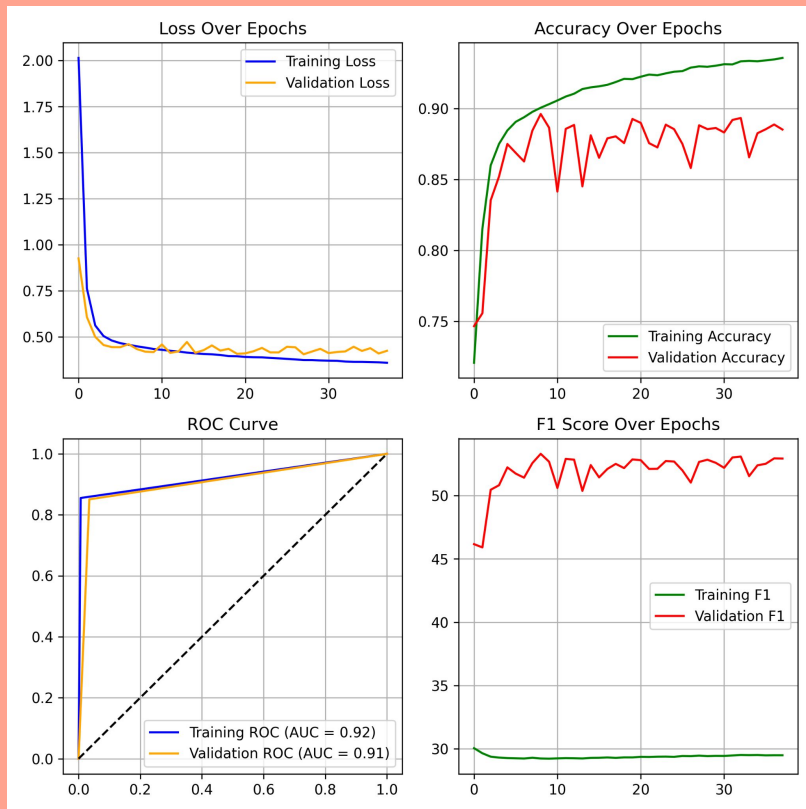 Loss Over Epochs
2.00
1.75
1.50
1.25
1.00
0.75
0.50
Training Loss
Validation Loss
0 10 20 30
Accuracy Over Epochs
0.90
0.85
0.80
0.75
Training Accuracy
Validation Accuracy
0 10 20 30
ROC Curve
1.0
0.8
0.6
0.4
0.2
0.0
Training ROC (AUC = 0.92)
Validation ROC (AUC = 0.91)
0.0 0.2 0.4 0.6 0.8 1.0
F1 Score Over Epochs
50
45
40
35
30
Training F1
Validation F1
0 10 20 30